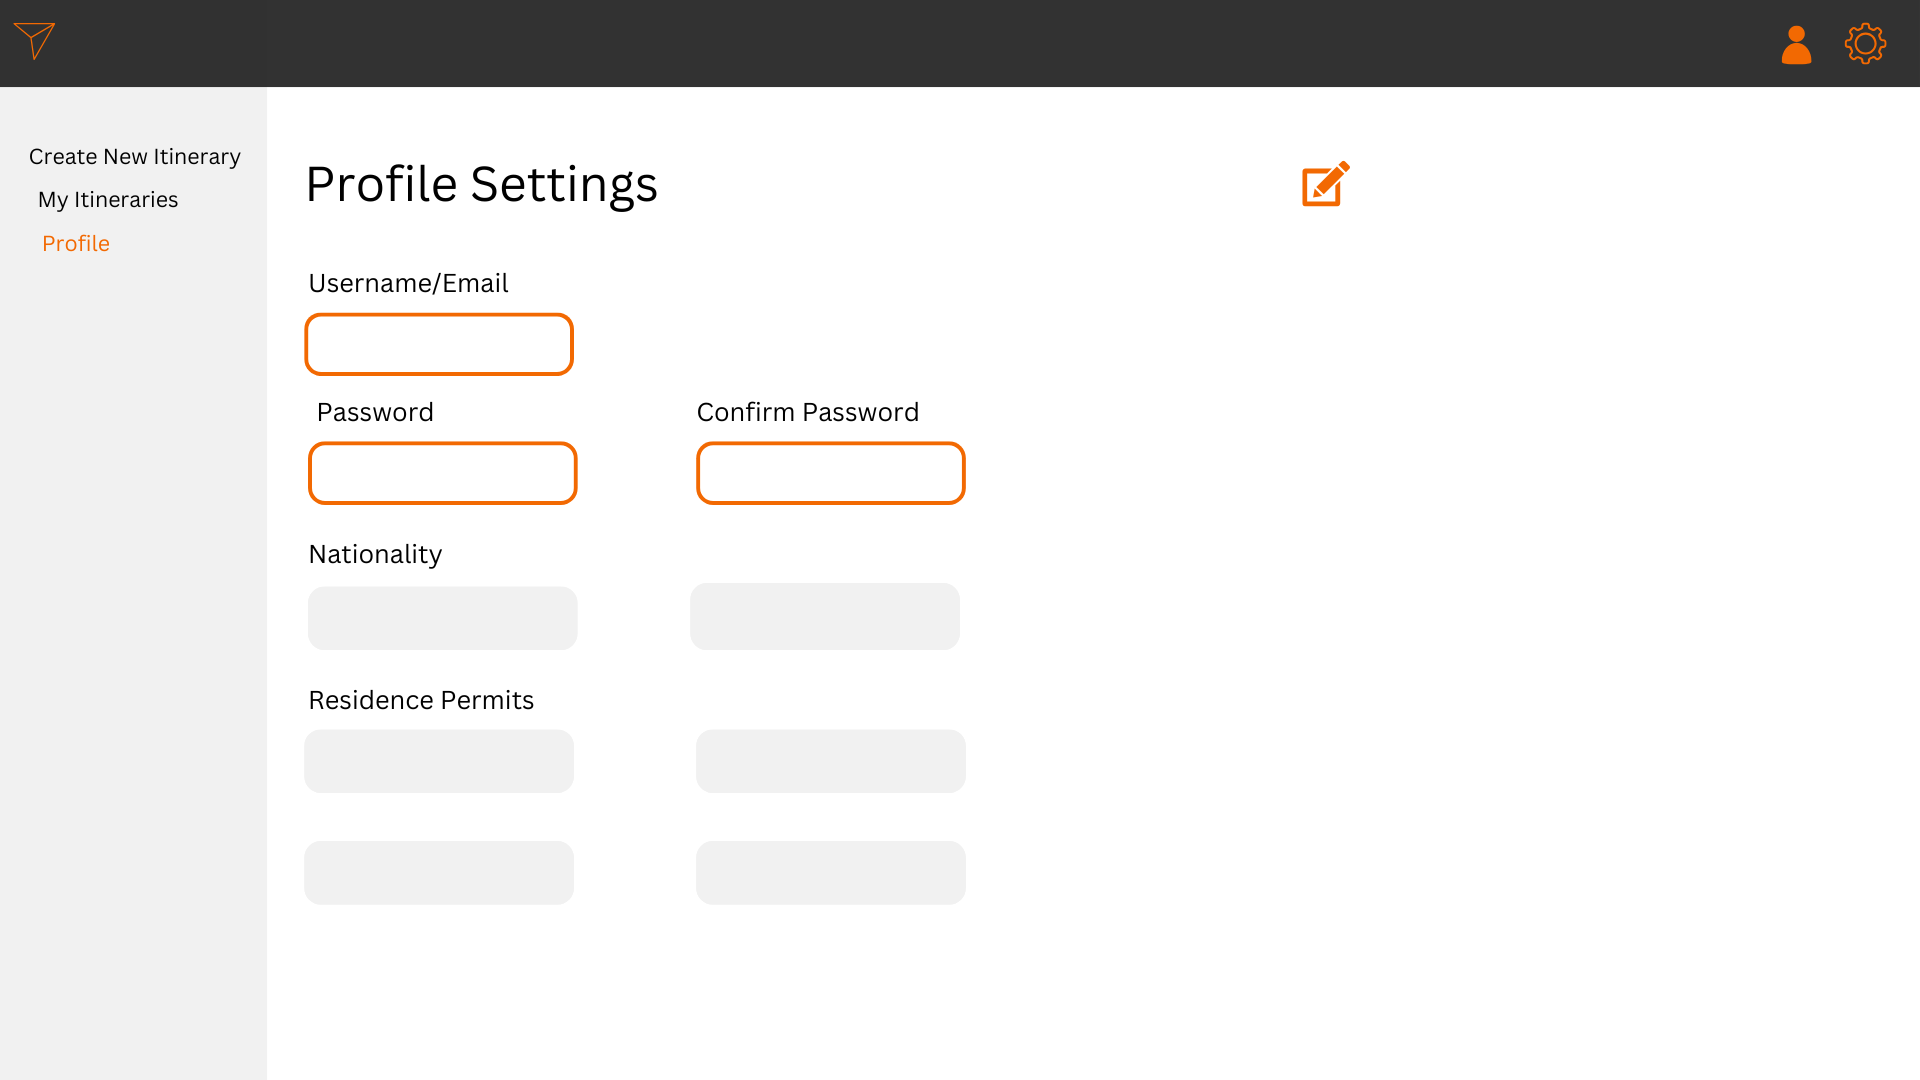 Create New Itinerary
My Itineraries
Profile
Profile Settings
Username/Email
Password
Confirm Password
Nationality
Residence Permits